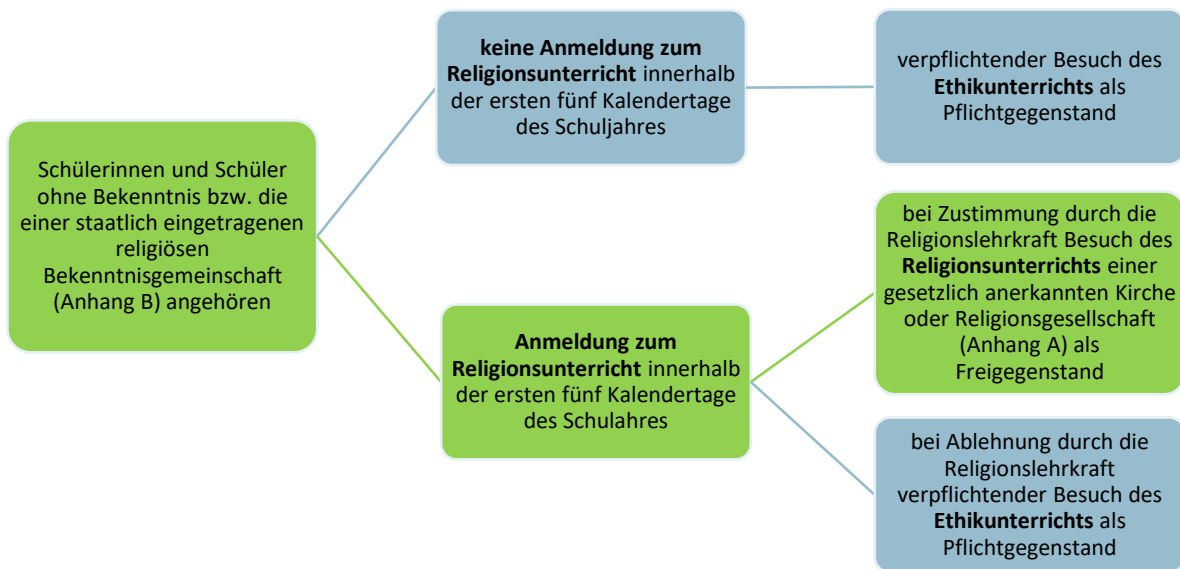 Schülerinnen und Schüler
ohne Bekenntnis bzw. die
einer staatlich eingetragenen
religiösen
Bekenntnisgemeinschaft
(Anhang B) angehören
keine Anmeldung zum
Religionsunterricht innerhalb
der ersten fünf Kalendertage
des Schuljahres
verpflichtender Besuch des
Ethikunterrichts als
Pflichtgegenstand
Anmeldung zum
Religionsunterricht innerhalb
der ersten fünf Kalendertage
des Schulahres
bei Zustimmung durch die
Religionslehrkraft Besuch des
Religionsunterrichts einer
gesetzlich anerkannten Kirche
oder Religionsgesellschaft
(Anhang A) als
Freigegenstand
bei Ablehnung durch die
Religionslehrkraft
verpflichtender Besuch des
Ethikunterrichts als
Pflichtgegenstand